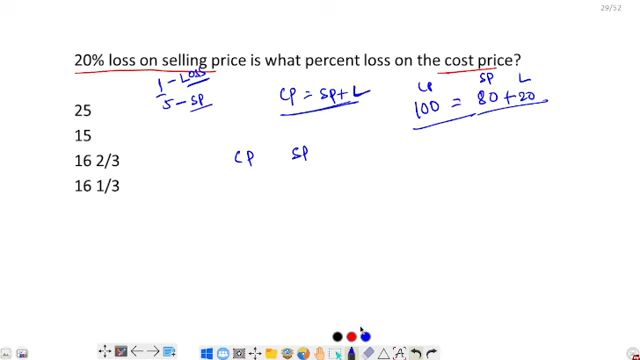 29/52
20% loss on selling price is what percent loss on the cost price?
1 - Loss
5 - SP
CP = SP + L
CP SP L
100 = 80 + 20
25
15
16 2/3
CP SP
16 1/3